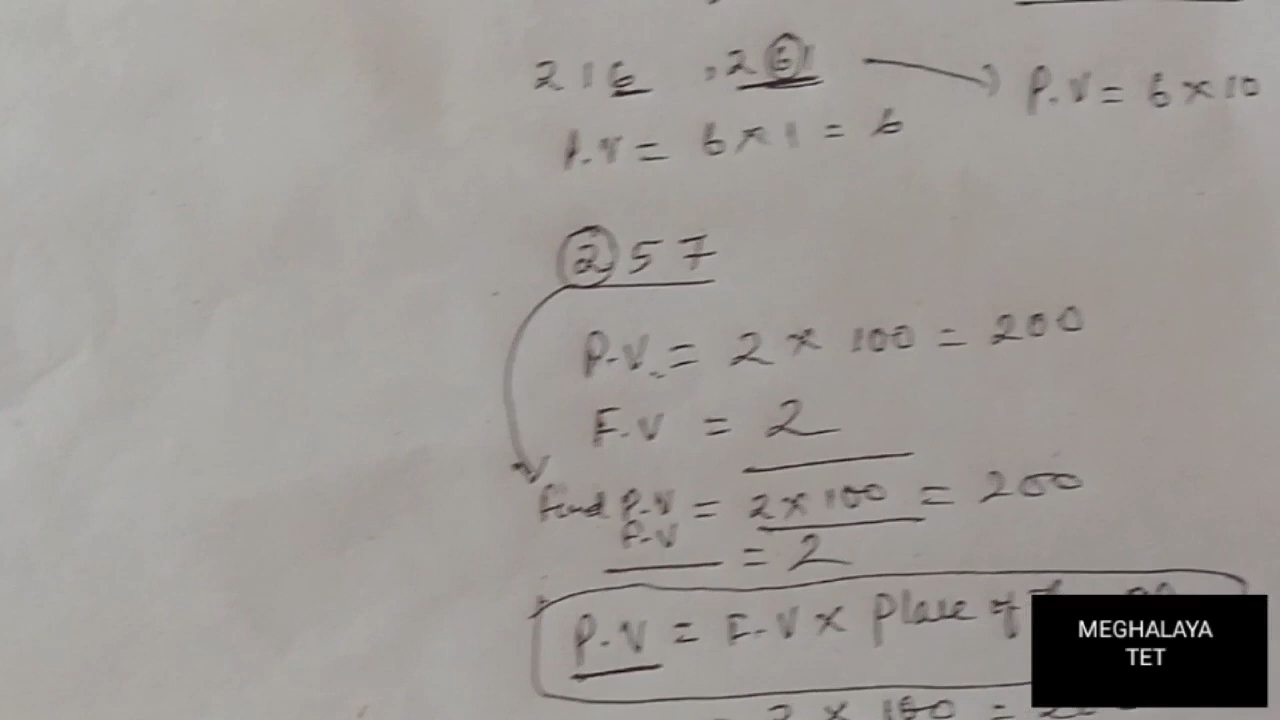 216 , 261 → P.V = 6 × 10
P.V = 6 × 1 = 6
257
P.V. = 2 × 100 = 200
F.V = 2
find P.V = 2 × 100 = 200
F.V = 2
P.V = F.V × Place of
2 × 100 =
MEGHALAYA
TET